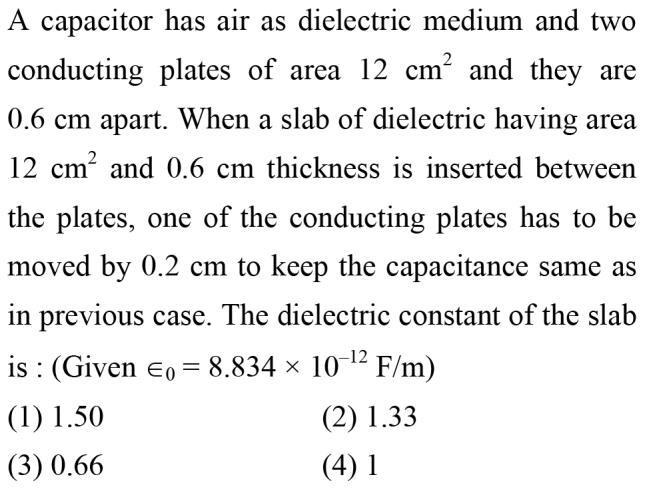 A capacitor has air as dielectric medium and two
conducting plates of area 12 cm² and they are
0.6 cm apart. When a slab of dielectric having area
12 cm² and 0.6 cm thickness is inserted between
the plates, one of the conducting plates has to be
moved by 0.2 cm to keep the capacitance same as
in previous case. The dielectric constant of the slab
is : (Given ∈₀ = 8.834 × 10⁻¹² F/m)
(1) 1.50 (2) 1.33
(3) 0.66 (4) 1